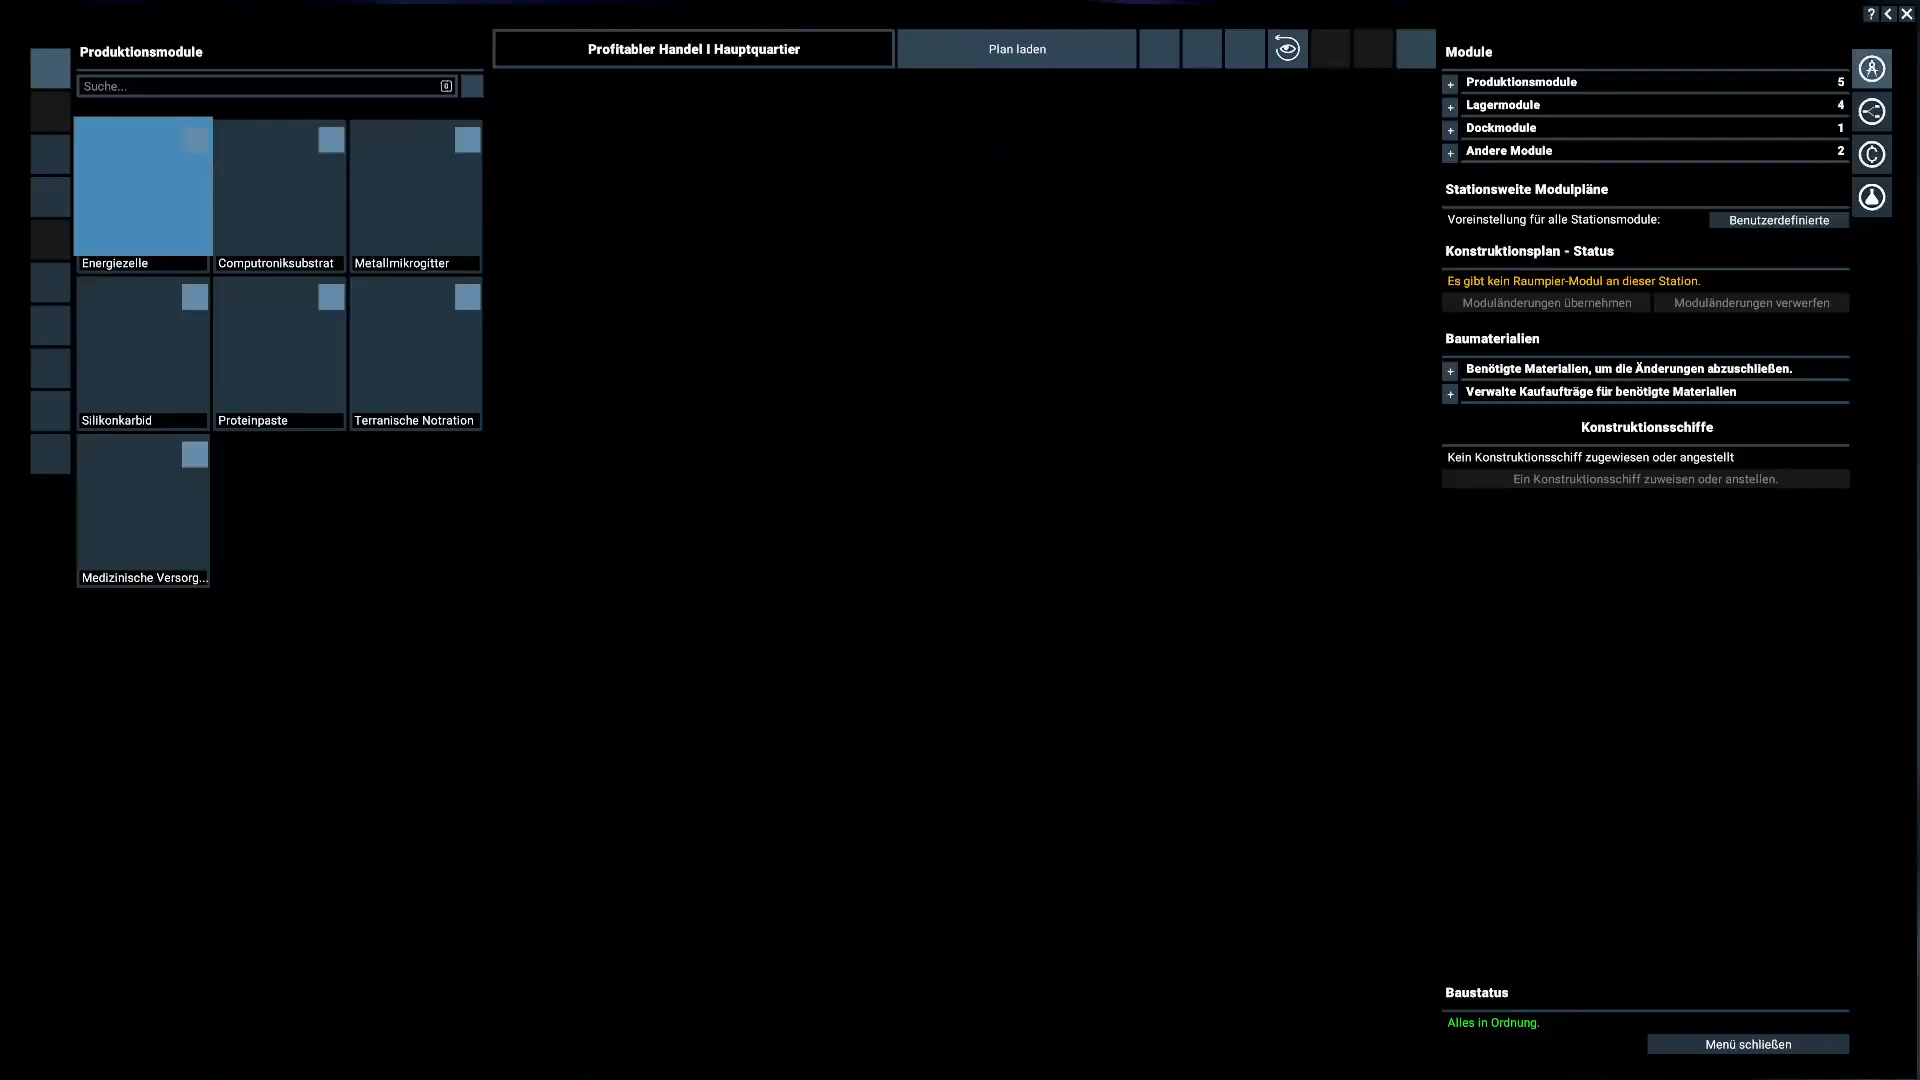 Produktionsmodule
Suche...
Energiezelle
Computroniksubstrat
Metallmikrogitter
Silikonkarbid
Proteinpaste
Terranische Notration
Medizinische Versorg...
Profitabler Handel I Hauptquartier
Plan laden
? < X
Module
+ Produktionsmodule 5
+ Lagermodule 4
+ Dockmodule 1
+ Andere Module 2
Stationsweite Modulpläne
Voreinstellung für alle Stationsmodule: Benutzerdefinierte
Konstruktionsplan - Status
Es gibt kein Raumpier-Modul an dieser Station.
Moduländerungen übernehmen Moduländerungen verwerfen
Baumaterialien
+ Benötigte Materialien, um die Änderungen abzuschließen.
+ Verwalte Kaufaufträge für benötigte Materialien
Konstruktionsschiffe
Kein Konstruktionsschiff zugewiesen oder angestellt
Ein Konstruktionsschiff zuweisen oder anstellen.
Baustatus
Alles in Ordnung.
Menü schließen